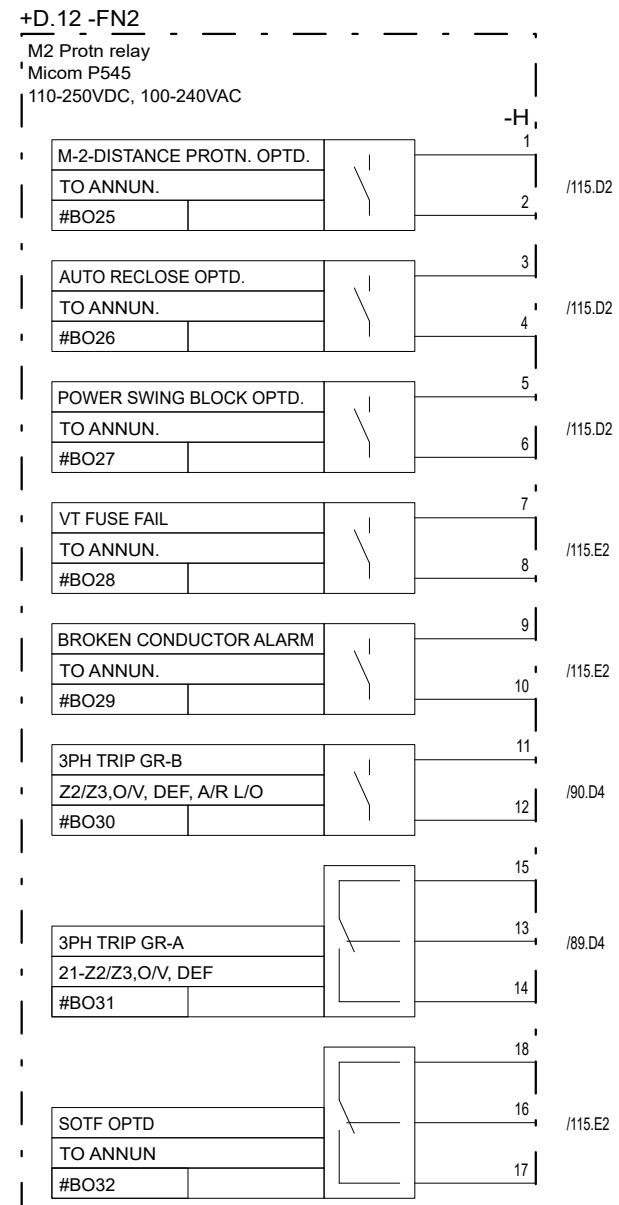 +D.12 -FN2
M2 Protn relay
Micom P545
110-250VDC, 100-240VAC
-H
1
M-2-DISTANCE PROTN. OPTD.
TO ANNUN.
/115.D2
2
#BO25
3
AUTO RECLOSE OPTD.
TO ANNUN.
/115.D2
4
#BO26
5
POWER SWING BLOCK OPTD.
TO ANNUN.
/115.D2
6
#BO27
7
VT FUSE FAIL
TO ANNUN.
/115.E2
8
#BO28
9
BROKEN CONDUCTOR ALARM
TO ANNUN.
/115.E2
10
#BO29
11
3PH TRIP GR-B
Z2/Z3,O/V, DEF, A/R L/O
/90.D4
12
#BO30
15
13
3PH TRIP GR-A
/89.D4
21-Z2/Z3,O/V, DEF
14
#BO31
18
16
SOTF OPTD
/115.E2
TO ANNUN
17
#BO32